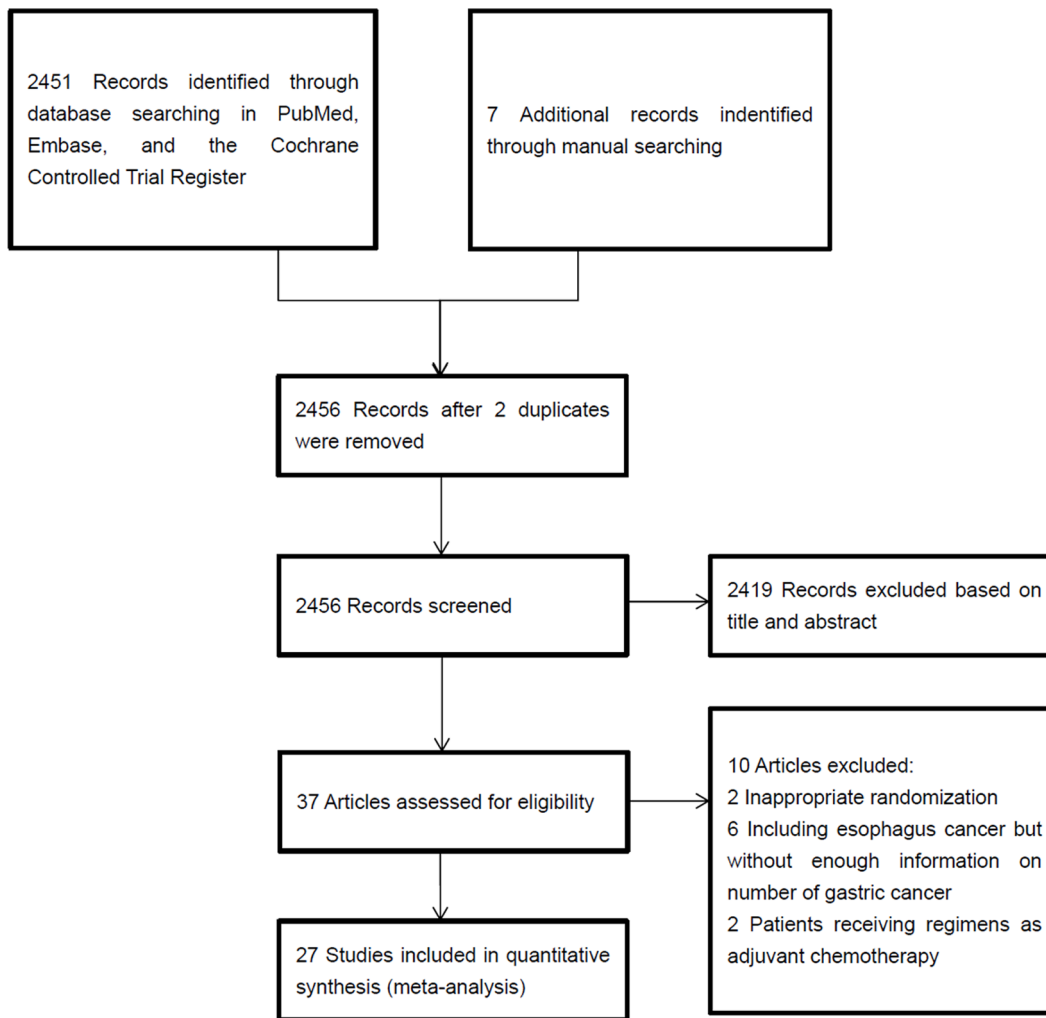 2451 Records identified through
database searching in PubMed,
Embase, and the Cochrane
Controlled Trial Register
7 Additional records indentified
through manual searching
2456 Records after 2 duplicates
were removed
2456 Records screened
2419 Records excluded based on
title and abstract
37 Articles assessed for eligibility
10 Articles excluded:
2 Inappropriate randomization
6 Including esophagus cancer but
without enough information on
number of gastric cancer
2 Patients receiving regimens as
adjuvant chemotherapy
27 Studies included in quantitative
synthesis (meta-analysis)